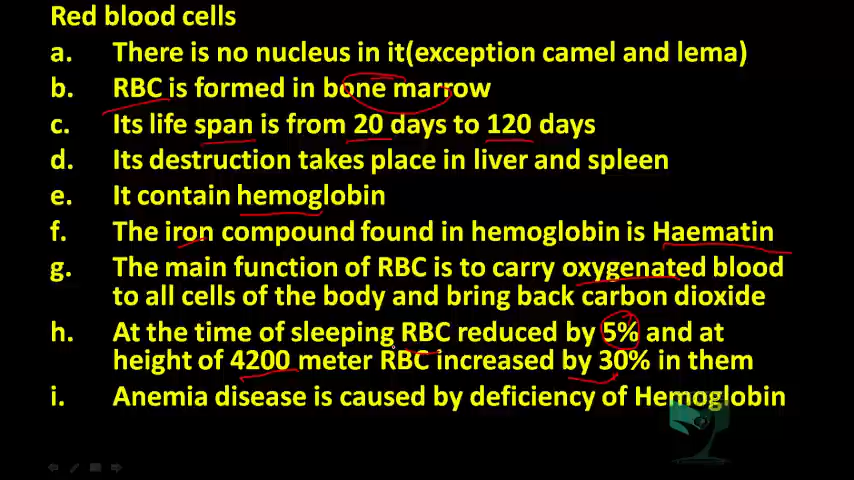 Red blood cells
a. There is no nucleus in it(exception camel and lema)
b. RBC is formed in bone marrow
c. Its life span is from 20 days to 120 days
d. Its destruction takes place in liver and spleen
e. It contain hemoglobin
f. The iron compound found in hemoglobin is Haematin
g. The main function of RBC is to carry oxygenated blood
to all cells of the body and bring back carbon dioxide
h. At the time of sleeping RBC reduced by 5% and at
height of 4200 meter RBC increased by 30% in them
i. Anemia disease is caused by deficiency of Hemoglobin